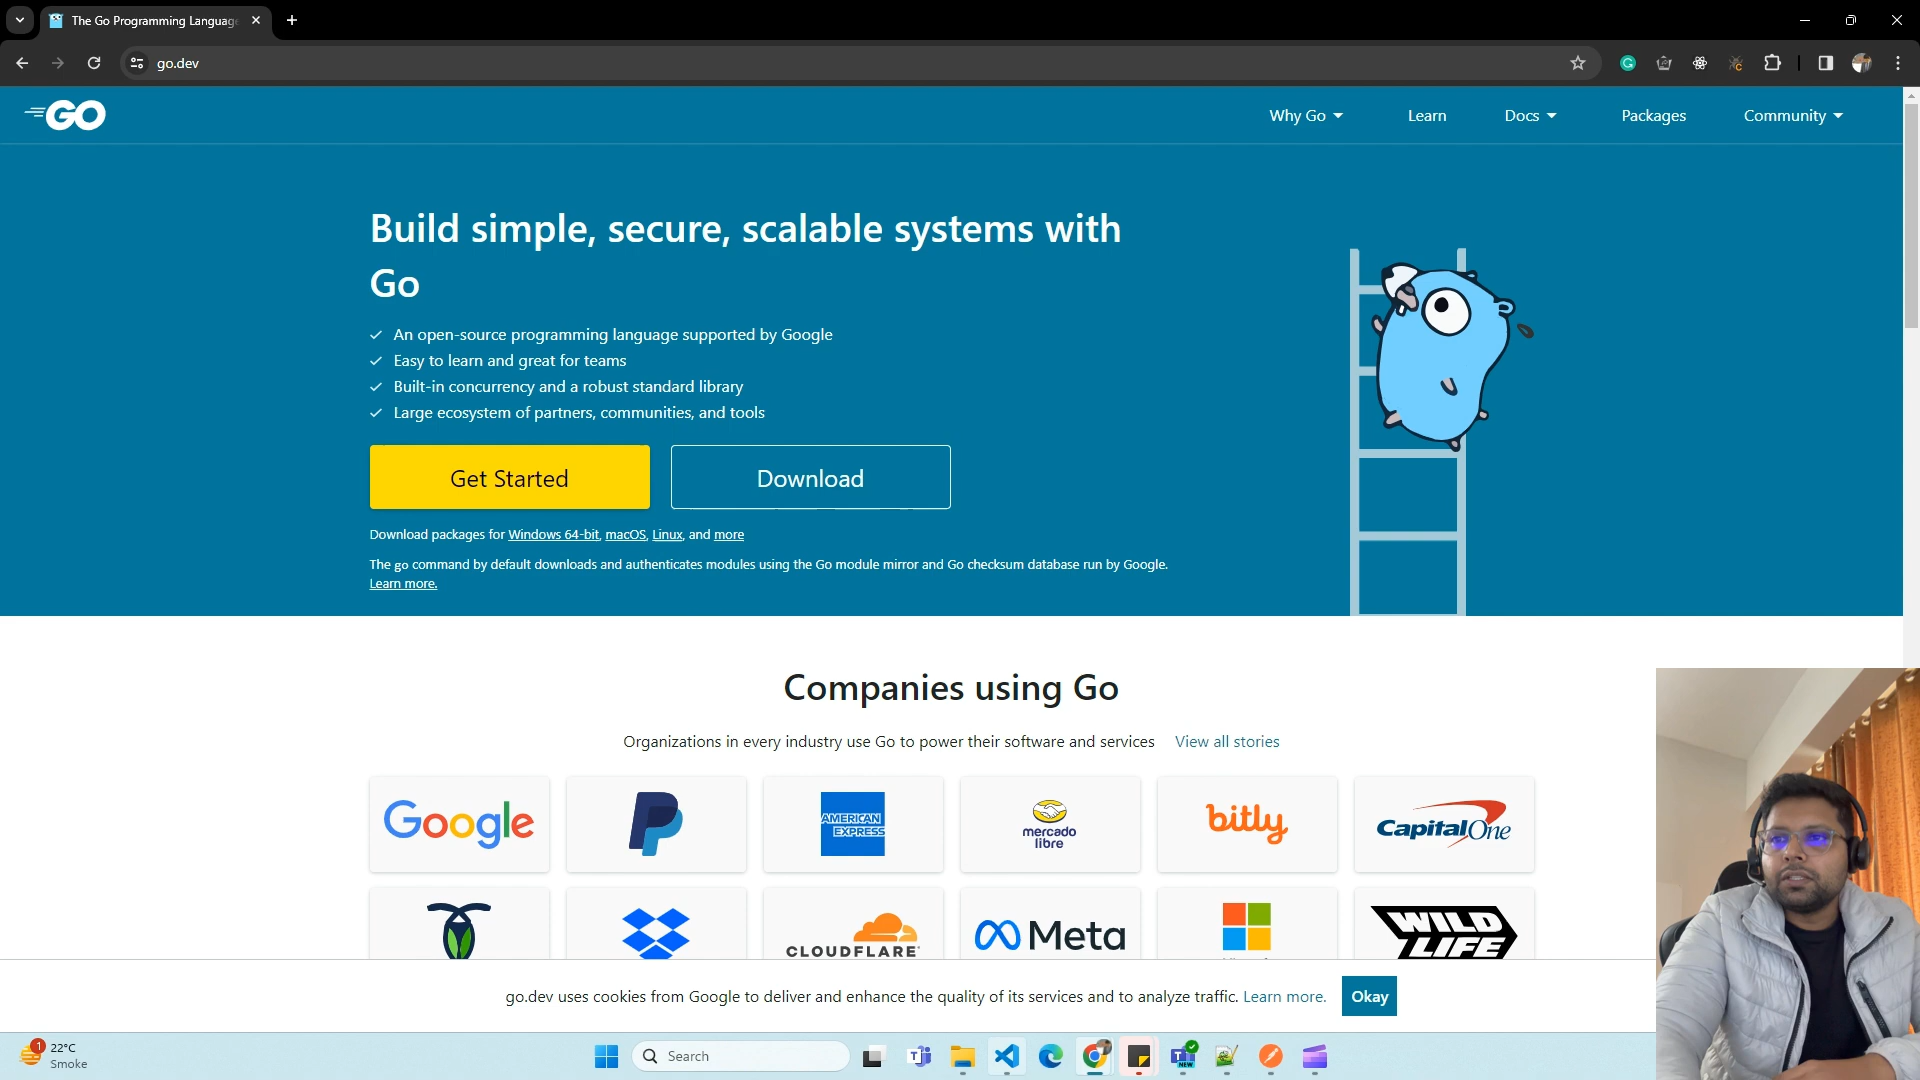 The Go Programming Language
go.dev
GO
Why Go
Learn
Docs
Packages
Community
Build simple, secure, scalable systems with
Go
An open-source programming language supported by Google
Easy to learn and great for teams
Built-in concurrency and a robust standard library
Large ecosystem of partners, communities, and tools
Get Started
Download
Download packages for Windows 64-bit, macOS, Linux, and more
The go command by default downloads and authenticates modules using the Go module mirror and Go checksum database run by Google.
Learn more.
Companies using Go
Organizations in every industry use Go to power their software and services View all stories
Google
AMERICAN
EXPRESS
mercado
libre
bitly
CapitalOne
CLOUDFLARE
Meta
WILD
LIFE
go.dev uses cookies from Google to deliver and enhance the quality of its services and to analyze traffic. Learn more.
Okay
1
22°C
Smoke
Search
NEW